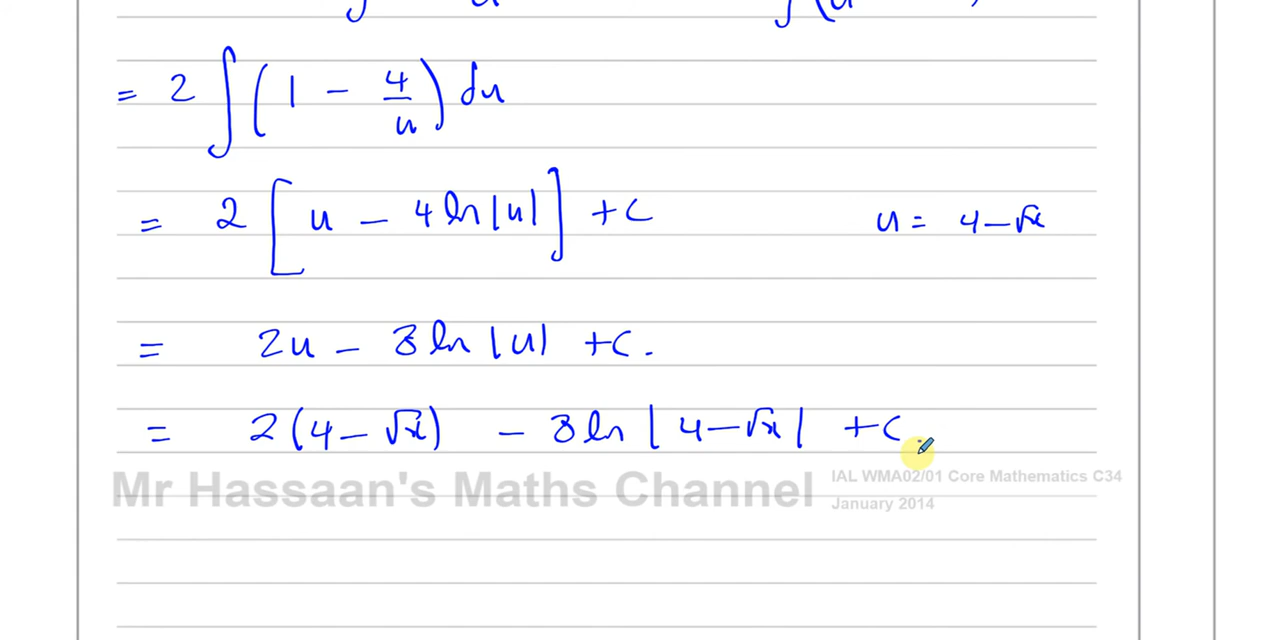 = 2 ∫ (1 - 4/u) du
= 2 [u - 4 ln |u|] + c
u = 4 - √x
= 2u - 8 ln |u| + c.
= 2(4 - √x) - 8 ln |4 - √x| + c.
Mr Hassaan's Maths Channel
IAL WMA02/01 Core Mathematics C34
January 2014